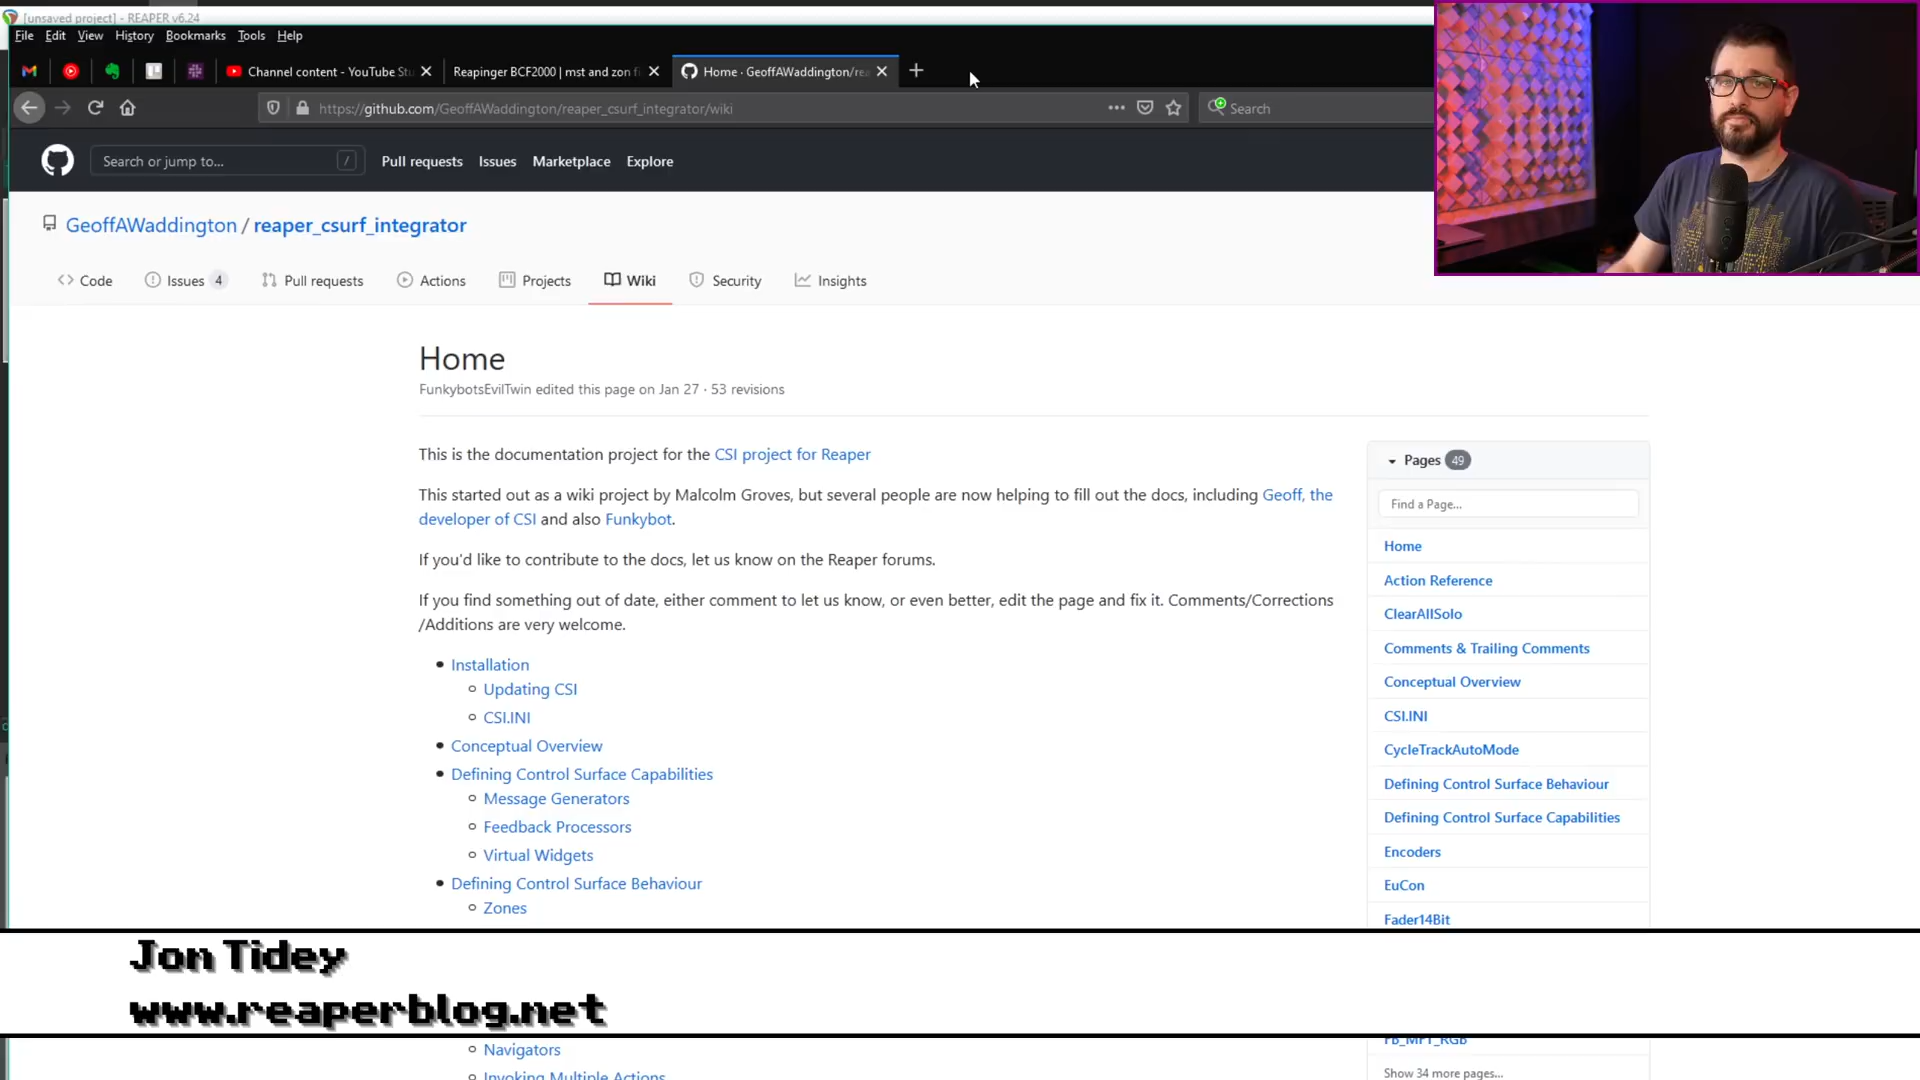 [unsaved project] - REAPER v6.24
File Edit View History Bookmarks Tools Help
Channel content - YouTube Stu
Reapinger BCF2000 | mst and zon fi
Home · GeoffAWaddington/rea
https://github.com/GeoffAWaddington/reaper_csurf_integrator/wiki
Search
Search or jump to... /
Pull requests Issues Marketplace Explore
GeoffAWaddington / reaper_csurf_integrator
Code
Issues 4
Pull requests
Actions
Projects
Wiki
Security
Insights
Home
FunkybotsEvilTwin edited this page on Jan 27 · 53 revisions
This is the documentation project for the CSI project for Reaper
This started out as a wiki project by Malcolm Groves, but several people are now helping to fill out the docs, including Geoff, the
developer of CSI and also Funkybot.
If you'd like to contribute to the docs, let us know on the Reaper forums.
If you find something out of date, either comment to let us know, or even better, edit the page and fix it. Comments/Corrections
/Additions are very welcome.
Installation
Updating CSI
CSI.INI
Conceptual Overview
Defining Control Surface Capabilities
Message Generators
Feedback Processors
Virtual Widgets
Defining Control Surface Behaviour
Zones
Pages 49
Find a Page...
Home
Action Reference
ClearAllSolo
Comments & Trailing Comments
Conceptual Overview
CSI.INI
CycleTrackAutoMode
Defining Control Surface Behaviour
Defining Control Surface Capabilities
Encoders
EuCon
Fader14Bit
Jon Tidey
www.reaperblog.net
Navigators
Invoking Multiple Actions
FB_MFT_RGB
Show 34 more pages...